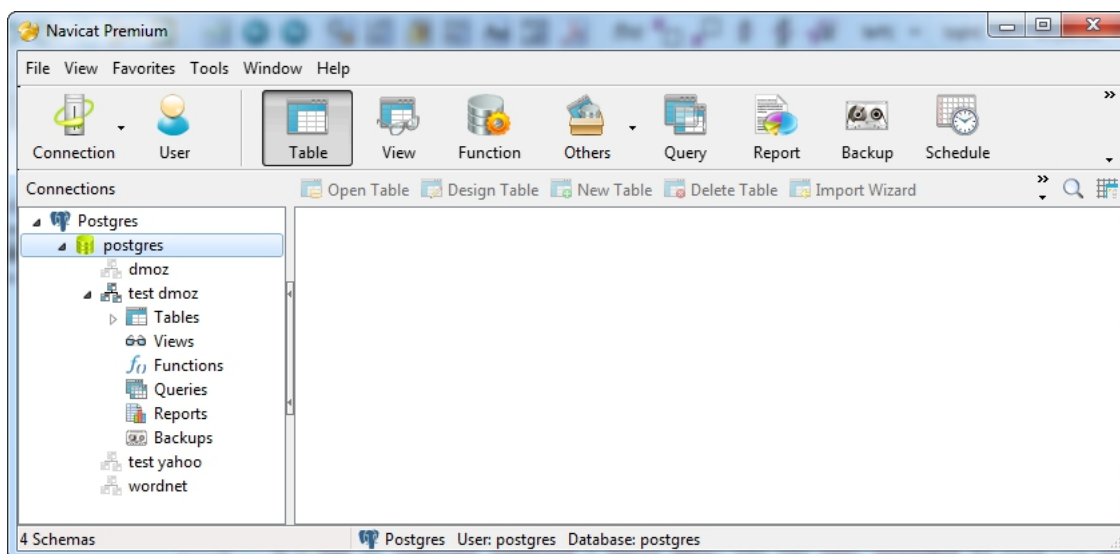 Navicat Premium
File View Favorites Tools Window Help
Connection User Table View Function Others Query Report Backup Schedule
Connections Open Table Design Table New Table Delete Table Import Wizard
Postgres
postgres
dmoz
test dmoz
Tables
Views
Functions
Queries
Reports
Backups
test yahoo
wordnet
4 Schemas Postgres User: postgres Database: postgres